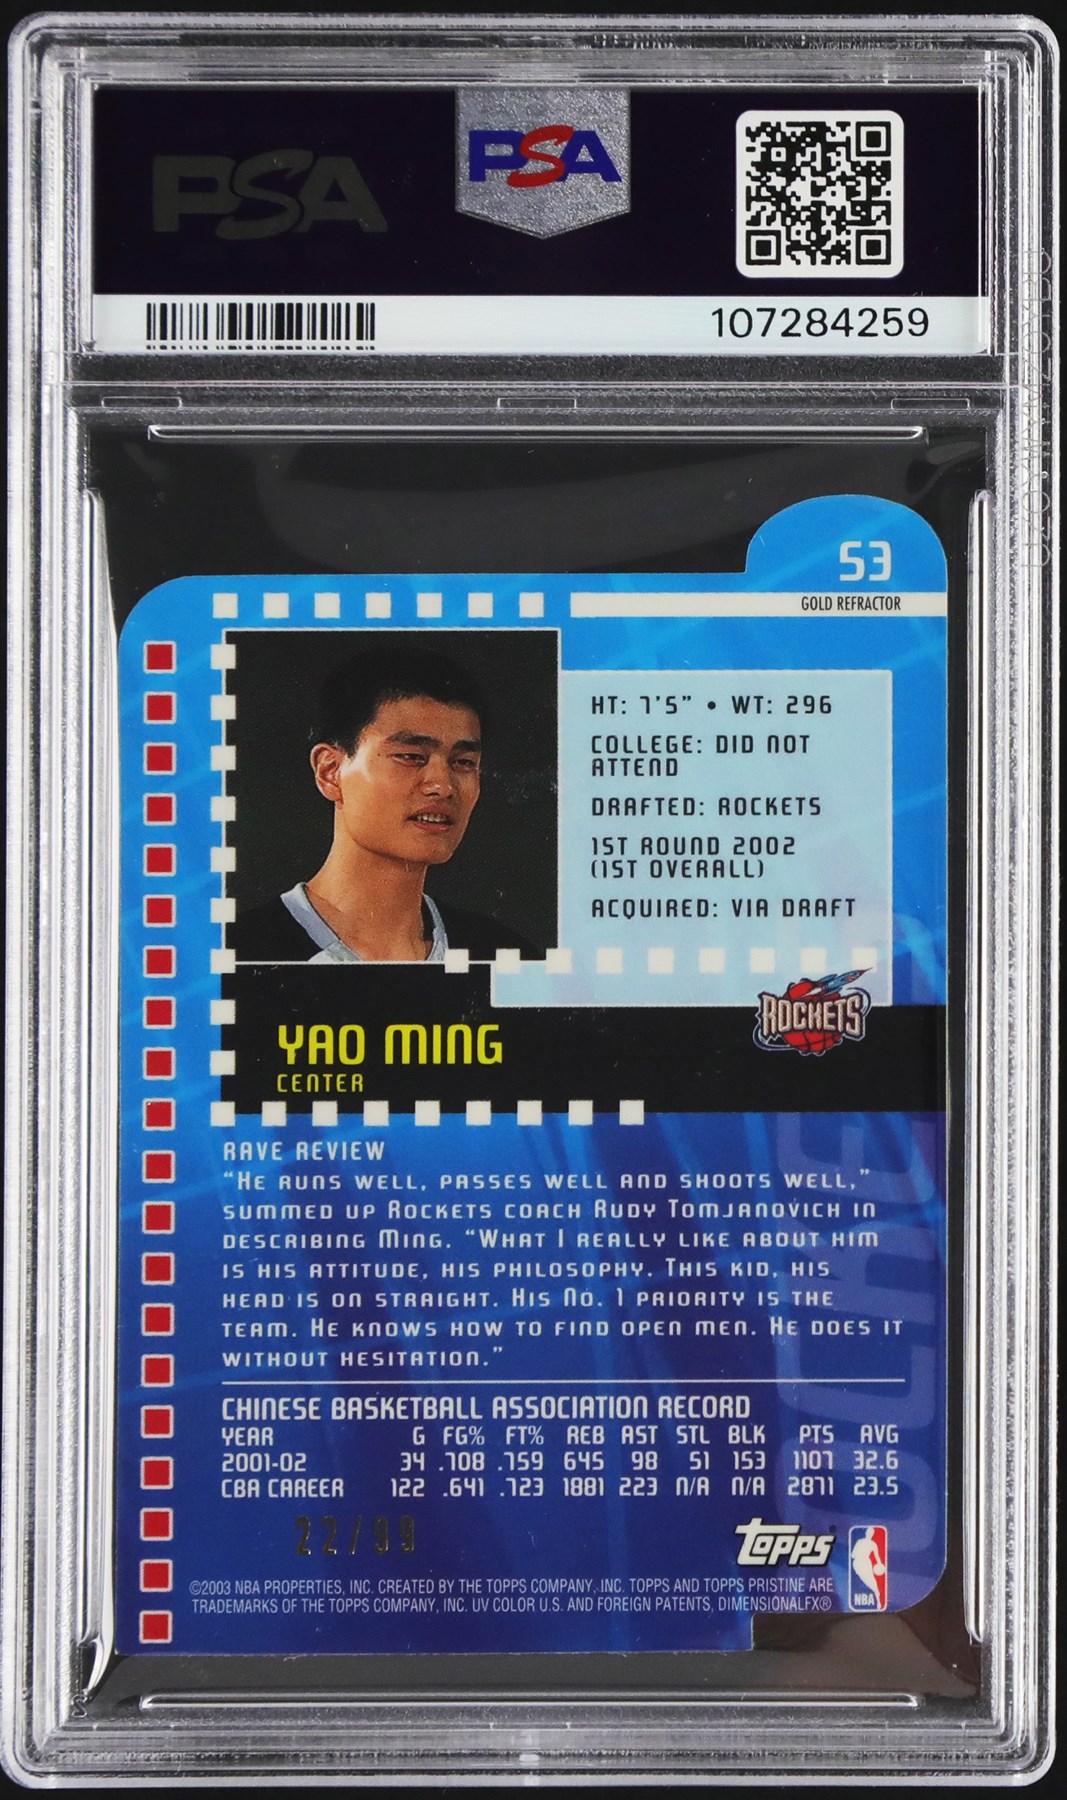 PSA
PSA
107284259
53
GOLD REFRACTOR
HT: 7'5" • WT: 296
COLLEGE: DID NOT
ATTEND
DRAFTED: ROCKETS
1ST ROUND 2002
(1ST OVERALL)
ACQUIRED: VIA DRAFT
ROCKETS
YAO MING
CENTER
RAVE REVIEW
"HE RUNS WELL, PASSES WELL AND SHOOTS WELL,"
SUMMED UP ROCKETS COACH RUDY TOMJANOVICH IN
DESCRIBING MING. "WHAT I REALLY LIKE ABOUT HIM
IS HIS ATTITUDE, HIS PHILOSOPHY. THIS KID, HIS
HEAD IS ON STRAIGHT. HIS NO. 1 PRIORITY IS THE
TEAM. HE KNOWS HOW TO FIND OPEN MEN. HE DOES IT
WITHOUT HESITATION."
CHINESE BASKETBALL ASSOCIATION RECORD
YEAR G FG% FT% REB AST STL BLK PTS AVG
2001-02 34 .708 .759 645 98 51 153 1107 32.6
CBA CAREER 122 .641 .723 1881 223 N/A N/A 2871 23.5
22/99
Topps
NBA
©2003 NBA PROPERTIES, INC. CREATED BY THE TOPPS COMPANY, INC. TOPPS AND TOPPS PRISTINE ARE
TRADEMARKS OF THE TOPPS COMPANY, INC. UV COLOR U.S. AND FOREIGN PATENTS, DIMENSIONALFX®